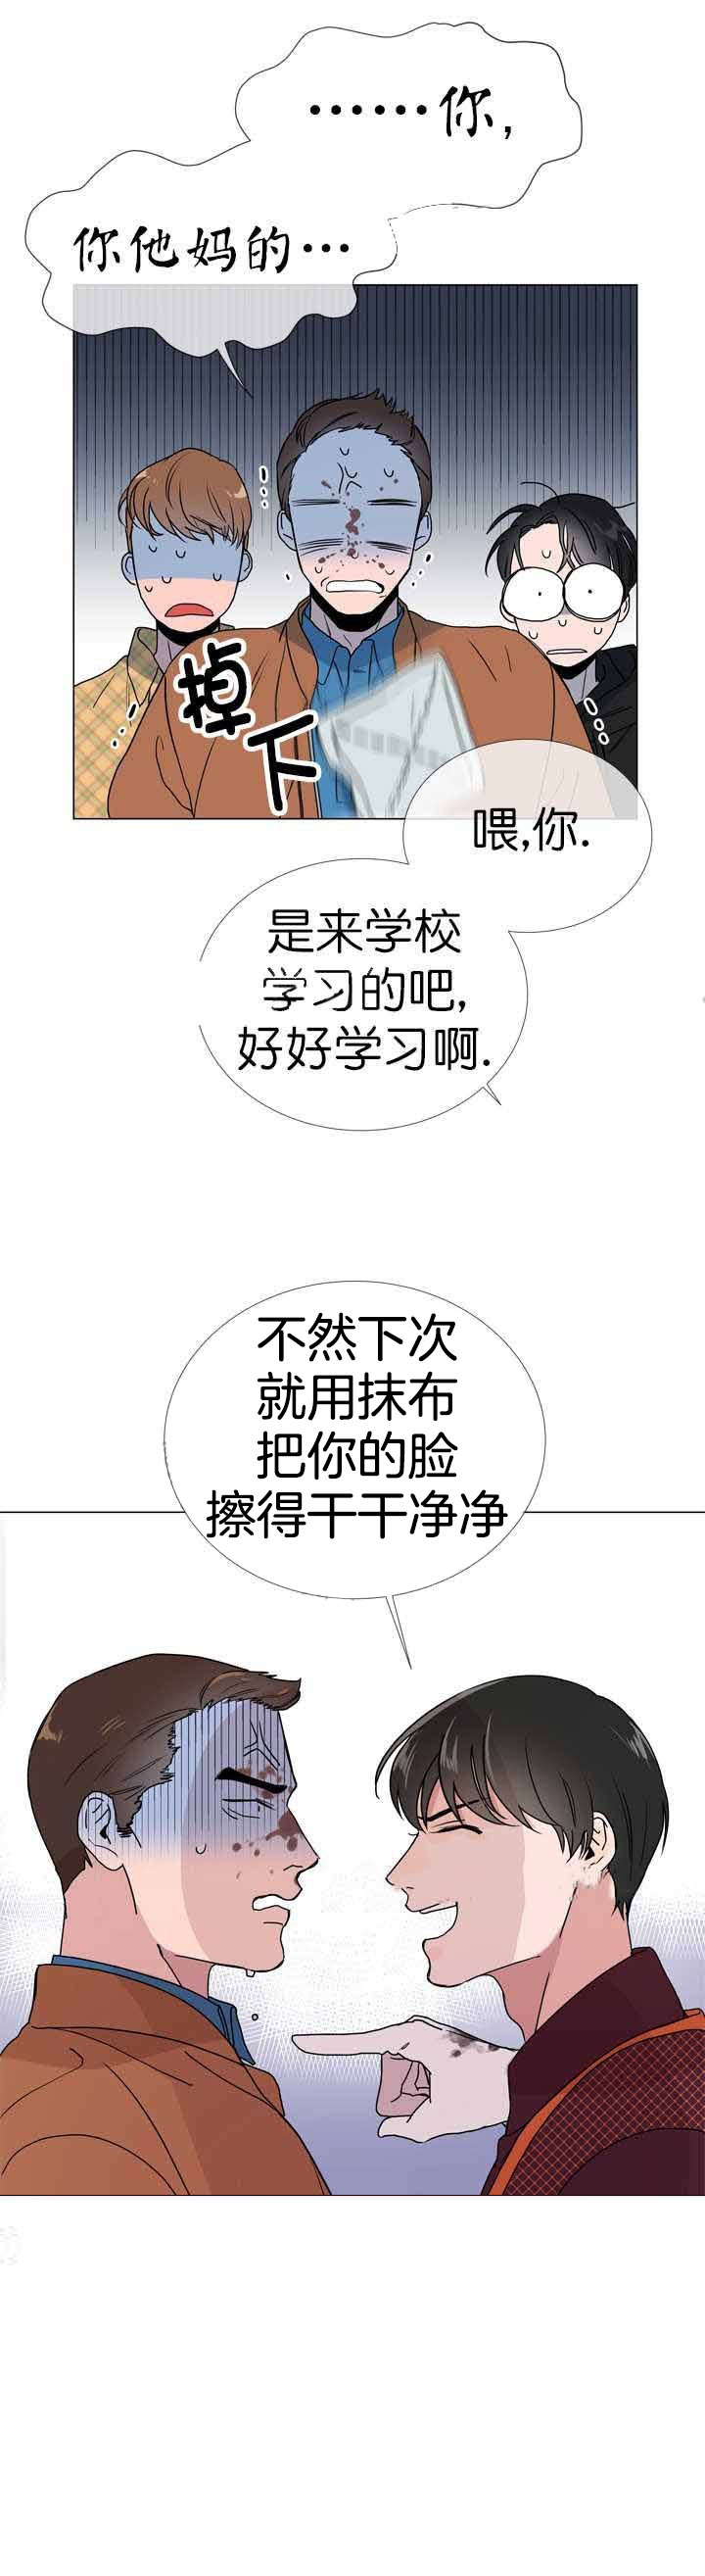 ……你,
你他妈的…
掉下
喂,你.
是来学校
学习的吧,
好好学习啊.
不然下次
就用抹布
把你的脸
擦得干干净净